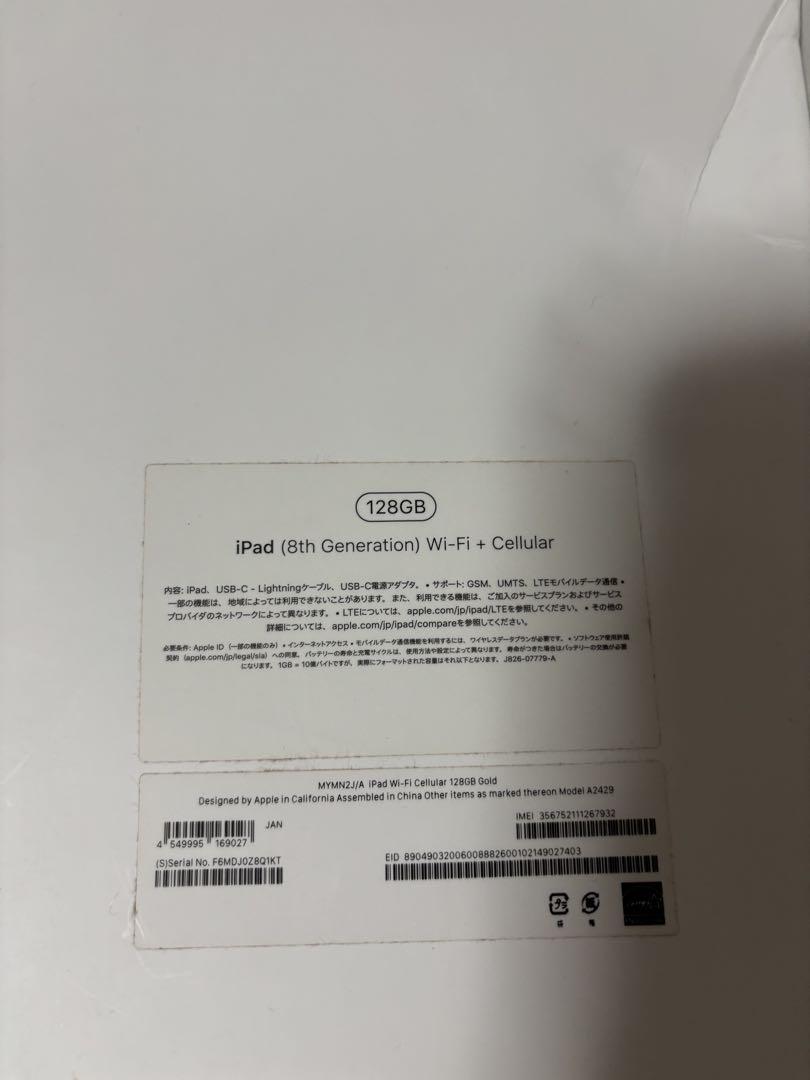 128GB
iPad (8th Generation) Wi-Fi + Cellular
内容: iPad、USB-C - Lightningケーブル、USB-C電源アダプタ。 • サポート: GSM、UMTS、LTEモバイルデータ通信 •
一部の機能は、地域によっては利用できないことがあります。また、利用できる機能は、ご加入のサービスプランおよびサービス
プロバイダのネットワークによって異なります。 • LTEについては、apple.com/jp/ipad/LTEを参照してください。 • その他の
詳細については、apple.com/jp/ipad/compareを参照してください。
必要条件: Apple ID（一部の機能のみ）• インターネットアクセス • モバイルデータ通信機能を利用するには、ワイヤレスデータプランが必要です。 • ソフトウェア使用許諾
契約（apple.com/jp/legal/sla）への同意。バッテリーの寿命と充電サイクルは、使用方法や設定によって異なります。寿命がつきた場合はバッテリーの交換が必要
になります。 1GB = 10億バイトですが、実際にフォーマットされた容量はそれ以下となります。 J826-07779-A
MYMN2J/A iPad Wi-Fi Cellular 128GB Gold
Designed by Apple in California Assembled in China Other items as marked thereon Model A2429
JAN
4 549995 169027
IMEI 356752111267932
(S)Serial No. F6MDJ0Z8Q1KT
EID 89049032006008882600102149027403
プラ
紙